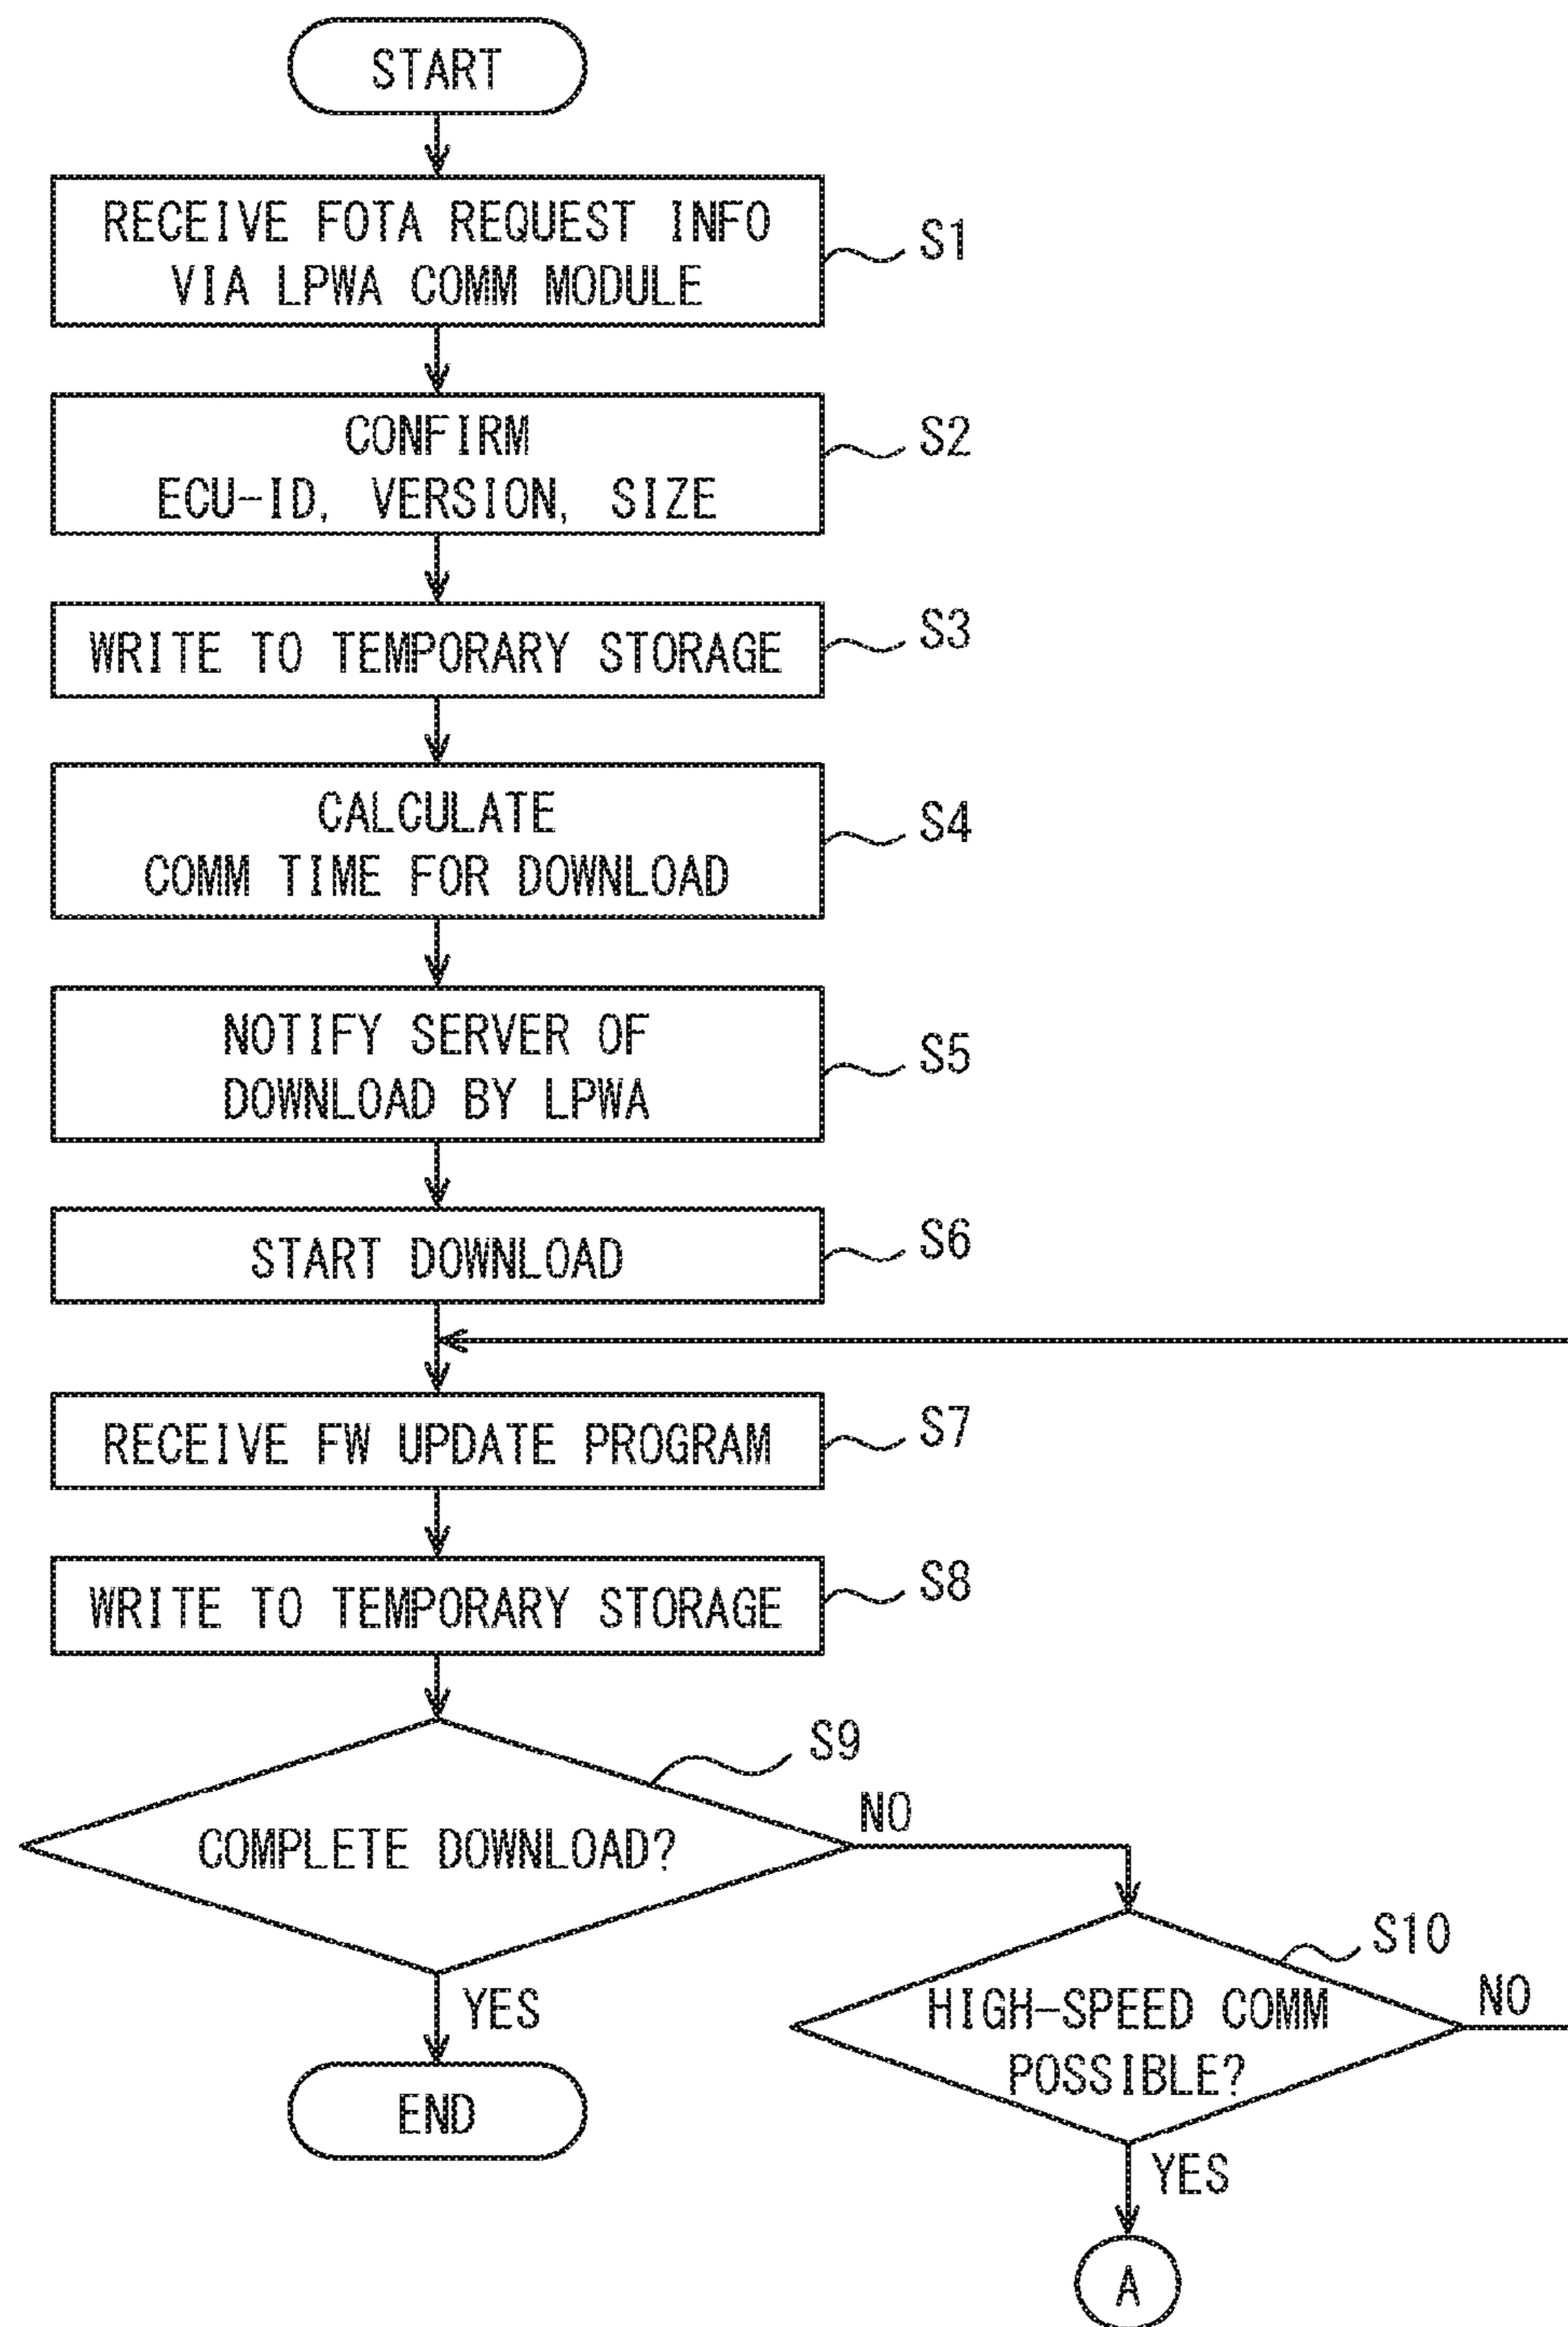 START
RECEIVE FOTA REQUEST INFO
VIA LPWA COMM MODULE
S1
CONFIRM
ECU-ID, VERSION, SIZE
S2
WRITE TO TEMPORARY STORAGE
S3
CALCULATE
COMM TIME FOR DOWNLOAD
S4
NOTIFY SERVER OF
DOWNLOAD BY LPWA
S5
START DOWNLOAD
S6
RECEIVE FW UPDATE PROGRAM
S7
WRITE TO TEMPORARY STORAGE
S8
COMPLETE DOWNLOAD?
S9
NO
YES
END
HIGH-SPEED COMM
POSSIBLE?
S10
NO
YES
A